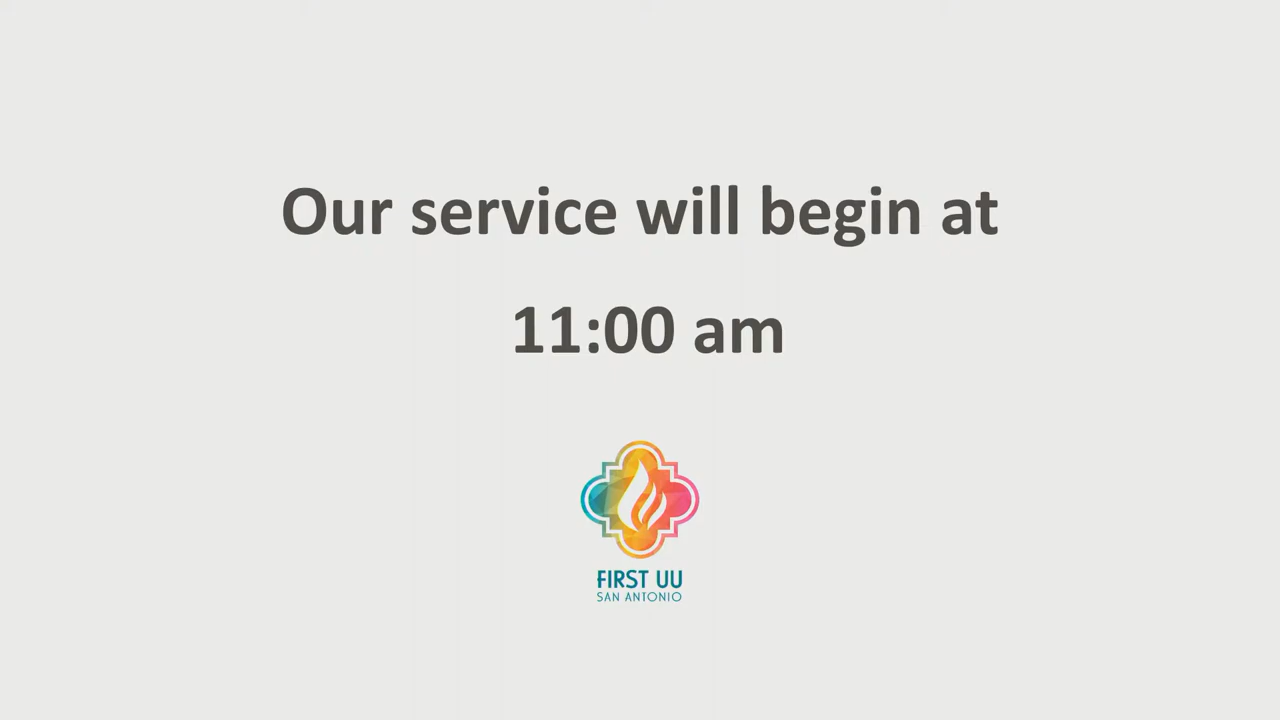 Our service will begin at
11:00 am
FIRST UU
SAN ANTONIO